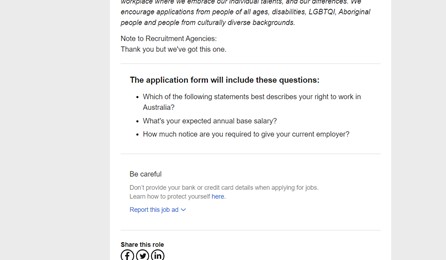 workplace where we embrace our individual talents, and our differences. We
encourage applications from people of all ages, disabilities, LGBTQI, Aboriginal
people and people from culturally diverse backgrounds.
Note to Recruitment Agencies:
Thank you but we've got this one.
The application form will include these questions:
• Which of the following statements best describes your right to work in
Australia?
• What's your expected annual base salary?
• How much notice are you required to give your current employer?
Be careful
Don't provide your bank or credit card details when applying for jobs.
Learn how to protect yourself here.
Report this job ad
Share this role